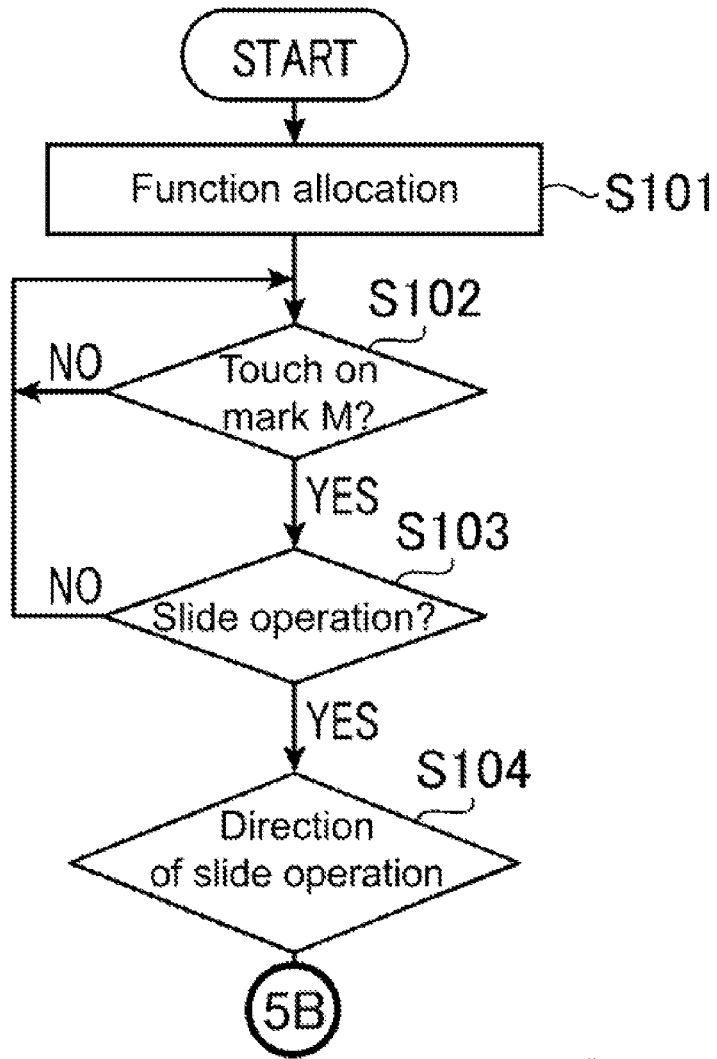 START
Function allocation
S101
S102
NO
Touch on
mark M?
YES
S103
NO
Slide operation?
YES
S104
Direction
of slide operation
5B